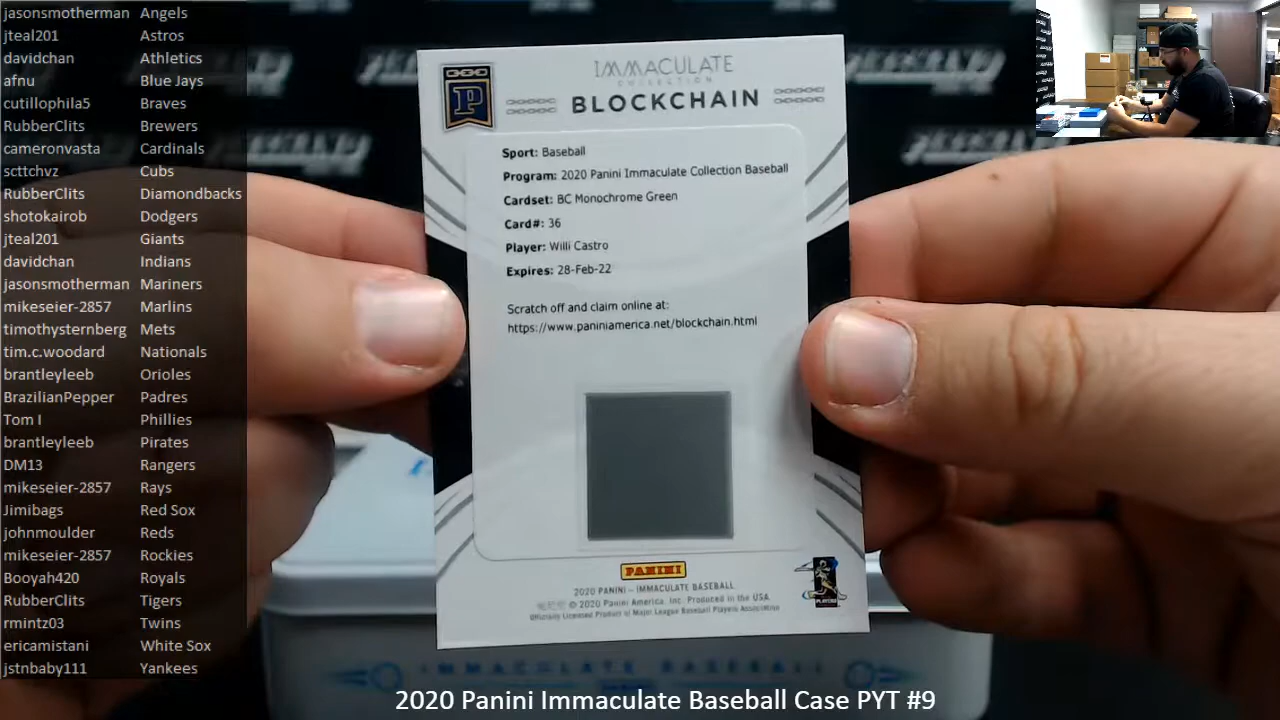 jasonsmotherman Angels
jteal201 Astros
davidchan Athletics
afnu Blue Jays
cutillophila5 Braves
RubberClits Brewers
cameronvasta Cardinals
scttchvz Cubs
RubberClits Diamondbacks
shotokairob Dodgers
jteal201 Giants
davidchan Indians
jasonsmotherman Mariners
mikeseier-2857 Marlins
timothysternberg Mets
tim.c.woodard Nationals
brantleyleeb Orioles
BrazilianPepper Padres
Tom I Phillies
brantleyleeb Pirates
DM13 Rangers
mikeseier-2857 Rays
Jimibags Red Sox
johnmoulder Reds
mikeseier-2857 Rockies
Booyah420 Royals
RubberClits Tigers
rmintz03 Twins
ericamistani White Sox
jstnbaby111 Yankees
P
IMMACULATE
COLLECTION
BLOCKCHAIN
Sport: Baseball
Program: 2020 Panini Immaculate Collection Baseball
Cardset: BC Monochrome Green
Card#: 36
Player: Willi Castro
Expires: 28-Feb-22
Scratch off and claim online at:
https://www.paniniamerica.net/blockchain.html
PANINI
2020 PANINI – IMMACULATE BASEBALL
© 2020 Panini America, Inc. Produced in the USA.
Officially Licensed Product of Major League Baseball Players Association
PLAYERS
IMMACULATE BASEBALL
2020 Panini Immaculate Baseball Case PYT #9